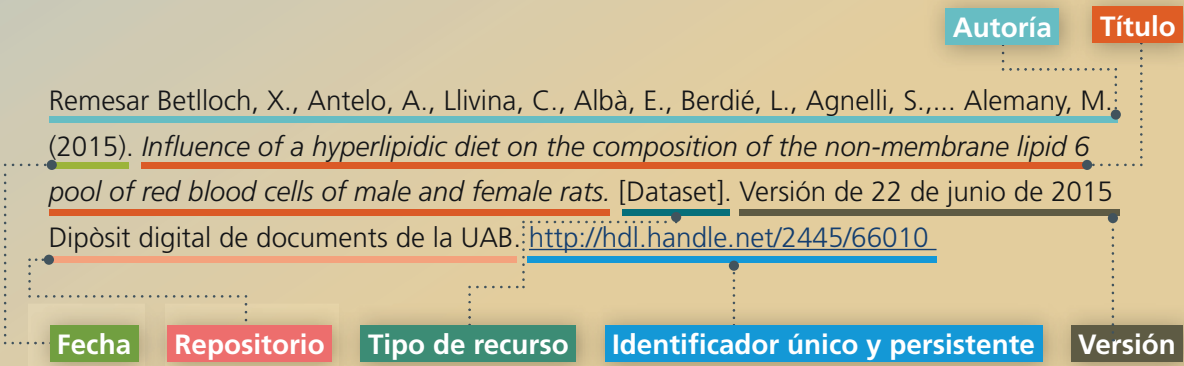 Autoría Título
Remesar Betlloch, X., Antelo, A., Llivina, C., Albà, E., Berdié, L., Agnelli, S.,... Alemany, M.
(2015). Influence of a hyperlipidic diet on the composition of the non-membrane lipid 6
pool of red blood cells of male and female rats. [Dataset]. Versión de 22 de junio de 2015
Dipòsit digital de documents de la UAB. http://hdl.handle.net/2445/66010
Fecha Repositorio Tipo de recurso Identificador único y persistente Versión